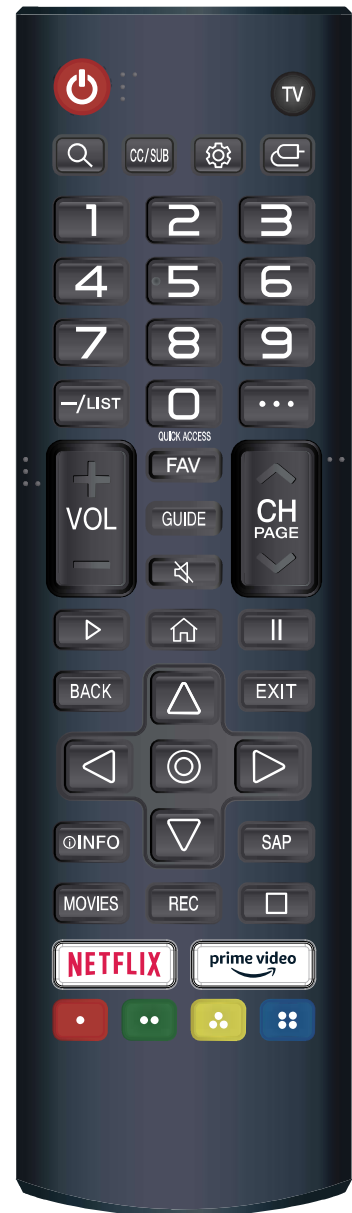 TV
CC/SUB
1 2 3
4 5 6
7 8 9
–/LIST 0 •••
QUICK ACCESS
FAV
VOL CH
PAGE
GUIDE
BACK EXIT
INFO SAP
MOVIES REC
NETFLIX prime video